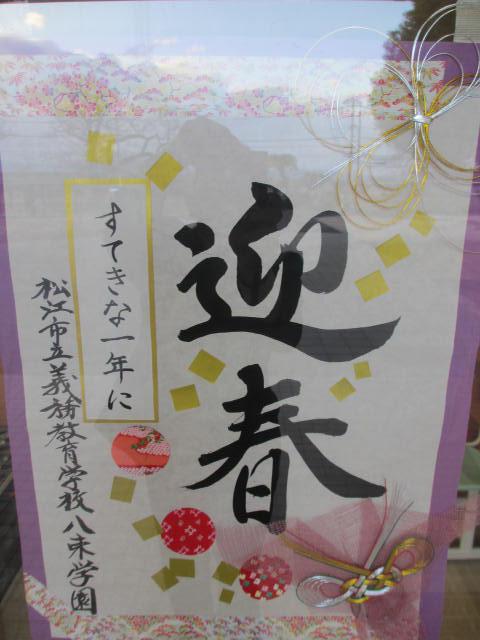 迎春
すてきな一年に
松江市立義務教育学校八束学園